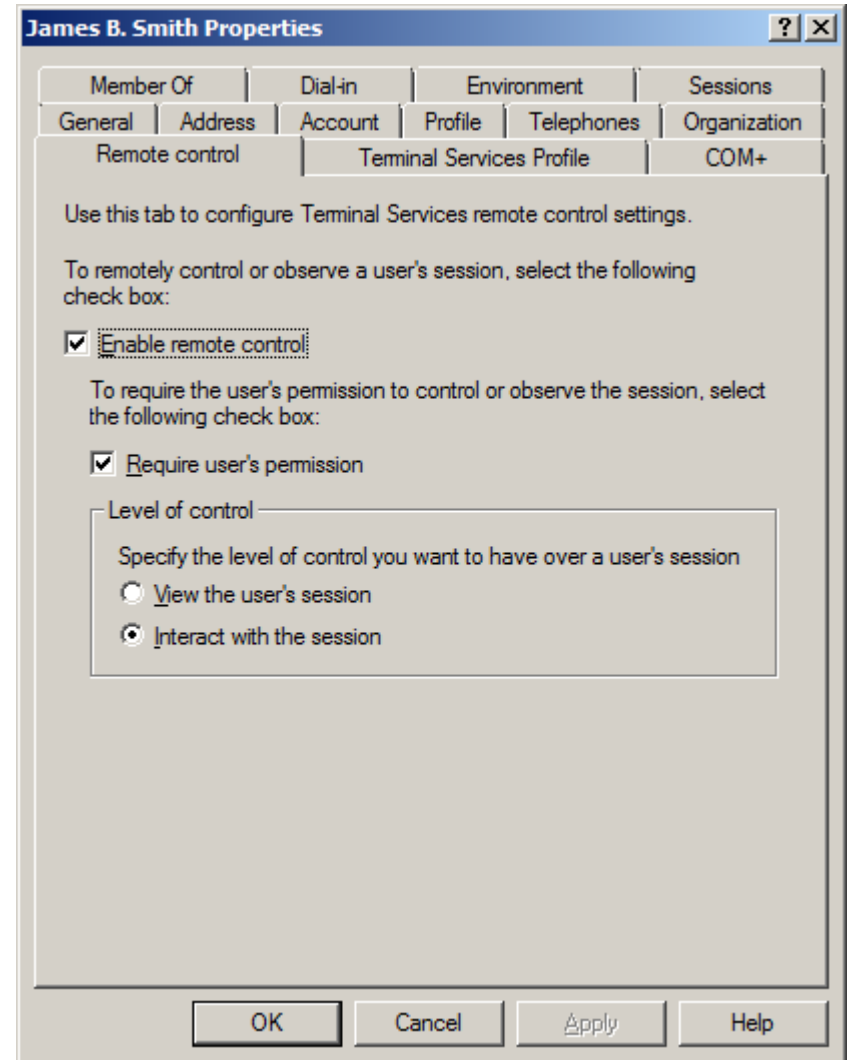 James B. Smith Properties
Member Of Dial-in Environment Sessions
General Address Account Profile Telephones Organization
Remote control Terminal Services Profile COM+
Use this tab to configure Terminal Services remote control settings.
To remotely control or observe a user's session, select the following
check box:
Enable remote control
To require the user's permission to control or observe the session, select
the following check box:
Require user's permission
Level of control
Specify the level of control you want to have over a user's session
View the user's session
Interact with the session
OK Cancel Apply Help